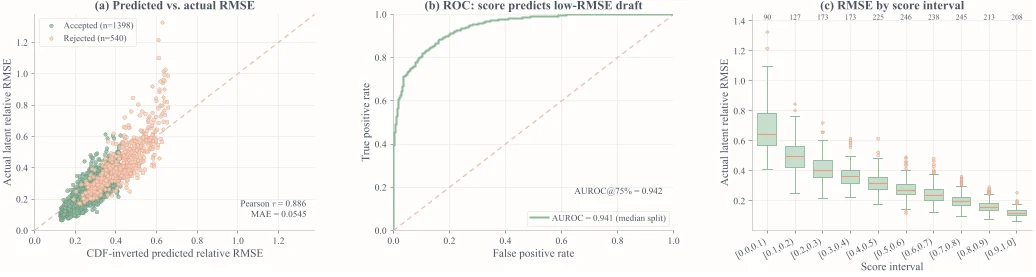 (a) Predicted vs. actual RMSE
Accepted (n=1398)
Rejected (n=540)
1.2
1.0
0.8
0.6
0.4
0.2
0.0
0.0 0.2 0.4 0.6 0.8 1.0 1.2
Actual latent relative RMSE
CDF-inverted predicted relative RMSE
Pearson r = 0.886
MAE = 0.0545
(b) ROC: score predicts low-RMSE draft
1.0
0.8
0.6
0.4
0.2
0.0
0.0 0.2 0.4 0.6 0.8 1.0
True positive rate
False positive rate
AUROC@75% = 0.942
AUROC = 0.941 (median split)
(c) RMSE by score interval
90 127 173 173 225 246 238 245 213 208
1.4
1.2
1.0
0.8
0.6
0.4
0.2
Actual latent relative RMSE
[0.0,0.1) [0.1,0.2) [0.2,0.3) [0.3,0.4) [0.4,0.5) [0.5,0.6) [0.6,0.7) [0.7,0.8) [0.8,0.9) [0.9,1.0]
Score interval